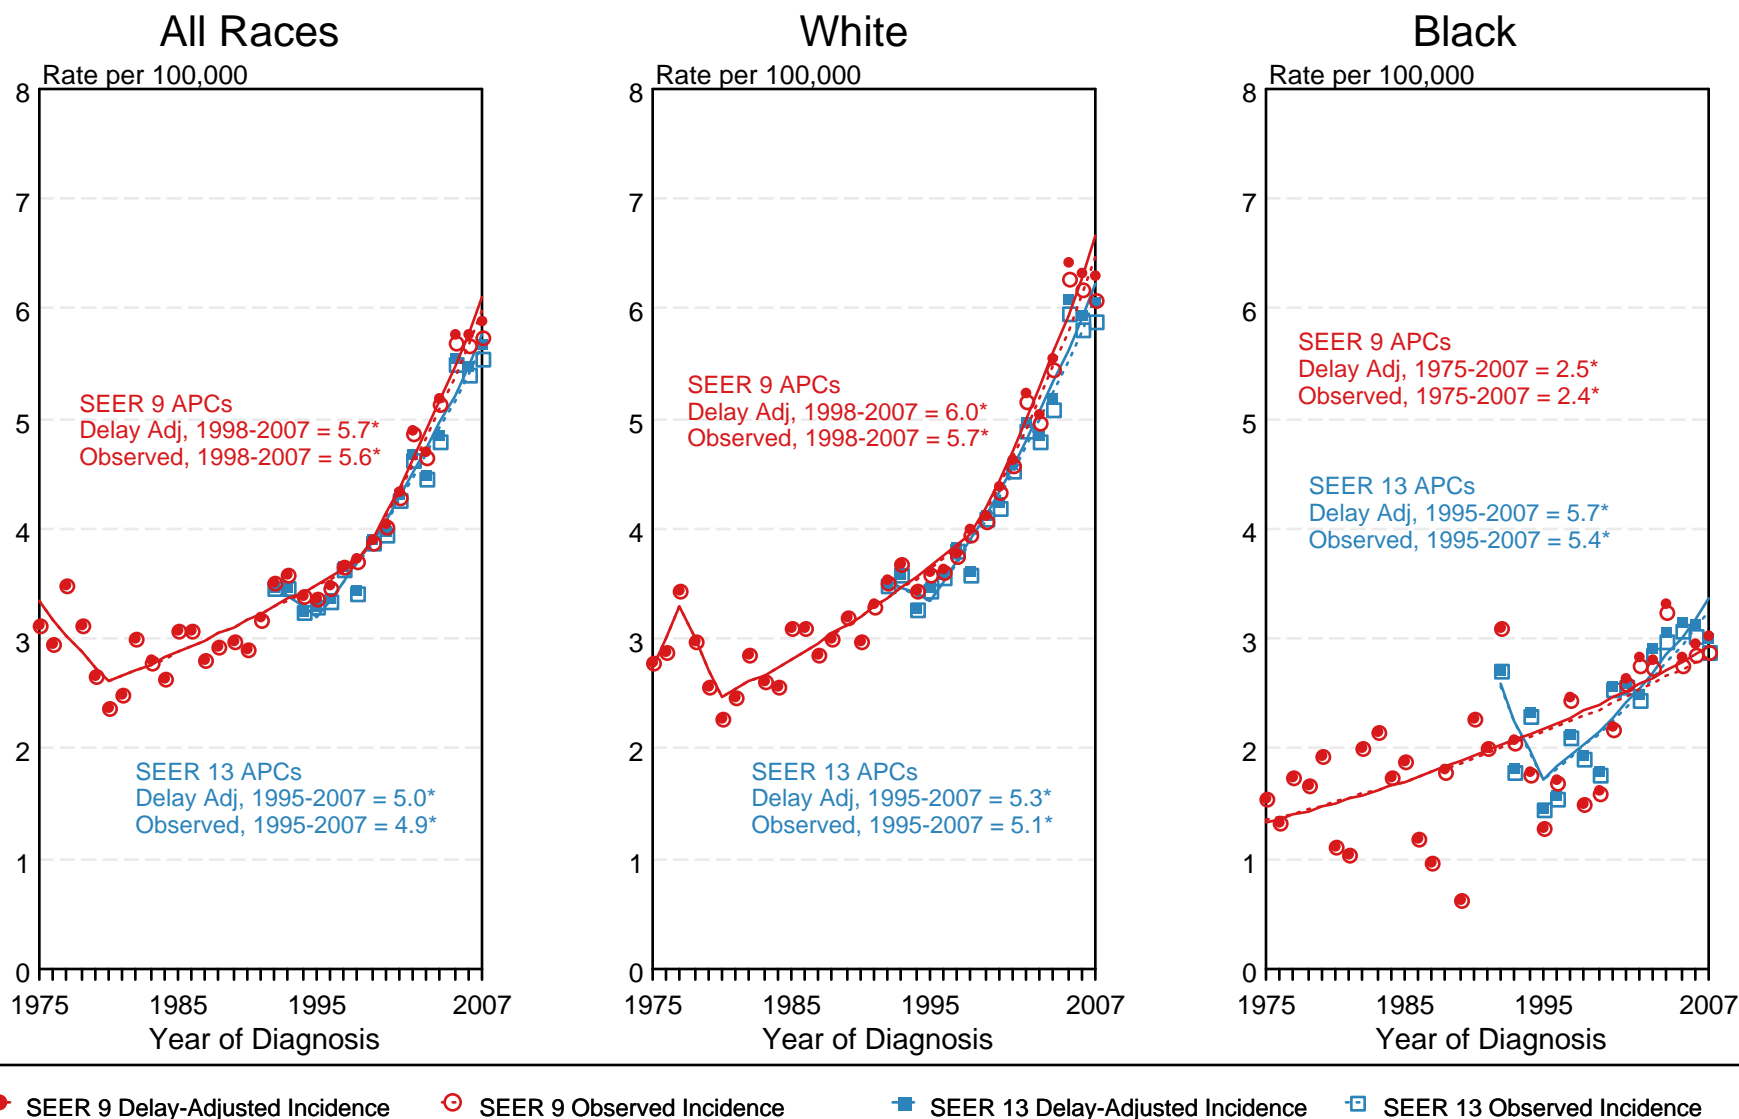 All Races
White
Black
Rate per 100,000
Rate per 100,000
Rate per 100,000
8
7
6
5
4
3
2
1
0
SEER 9 APCs
Delay Adj, 1998-2007 = 5.7*
Observed, 1998-2007 = 5.6*
SEER 13 APCs
Delay Adj, 1995-2007 = 5.0*
Observed, 1995-2007 = 4.9*
1975 1985 1995 2007
Year of Diagnosis
8
7
6
5
4
3
2
1
0
SEER 9 APCs
Delay Adj, 1998-2007 = 6.0*
Observed, 1998-2007 = 5.7*
SEER 13 APCs
Delay Adj, 1995-2007 = 5.3*
Observed, 1995-2007 = 5.1*
1975 1985 1995 2007
Year of Diagnosis
8
7
6
5
4
3
2
1
0
SEER 9 APCs
Delay Adj, 1975-2007 = 2.5*
Observed, 1975-2007 = 2.4*
SEER 13 APCs
Delay Adj, 1995-2007 = 5.7*
Observed, 1995-2007 = 5.4*
1975 1985 1995 2007
Year of Diagnosis
SEER 9 Delay-Adjusted Incidence
SEER 9 Observed Incidence
SEER 13 Delay-Adjusted Incidence
SEER 13 Observed Incidence